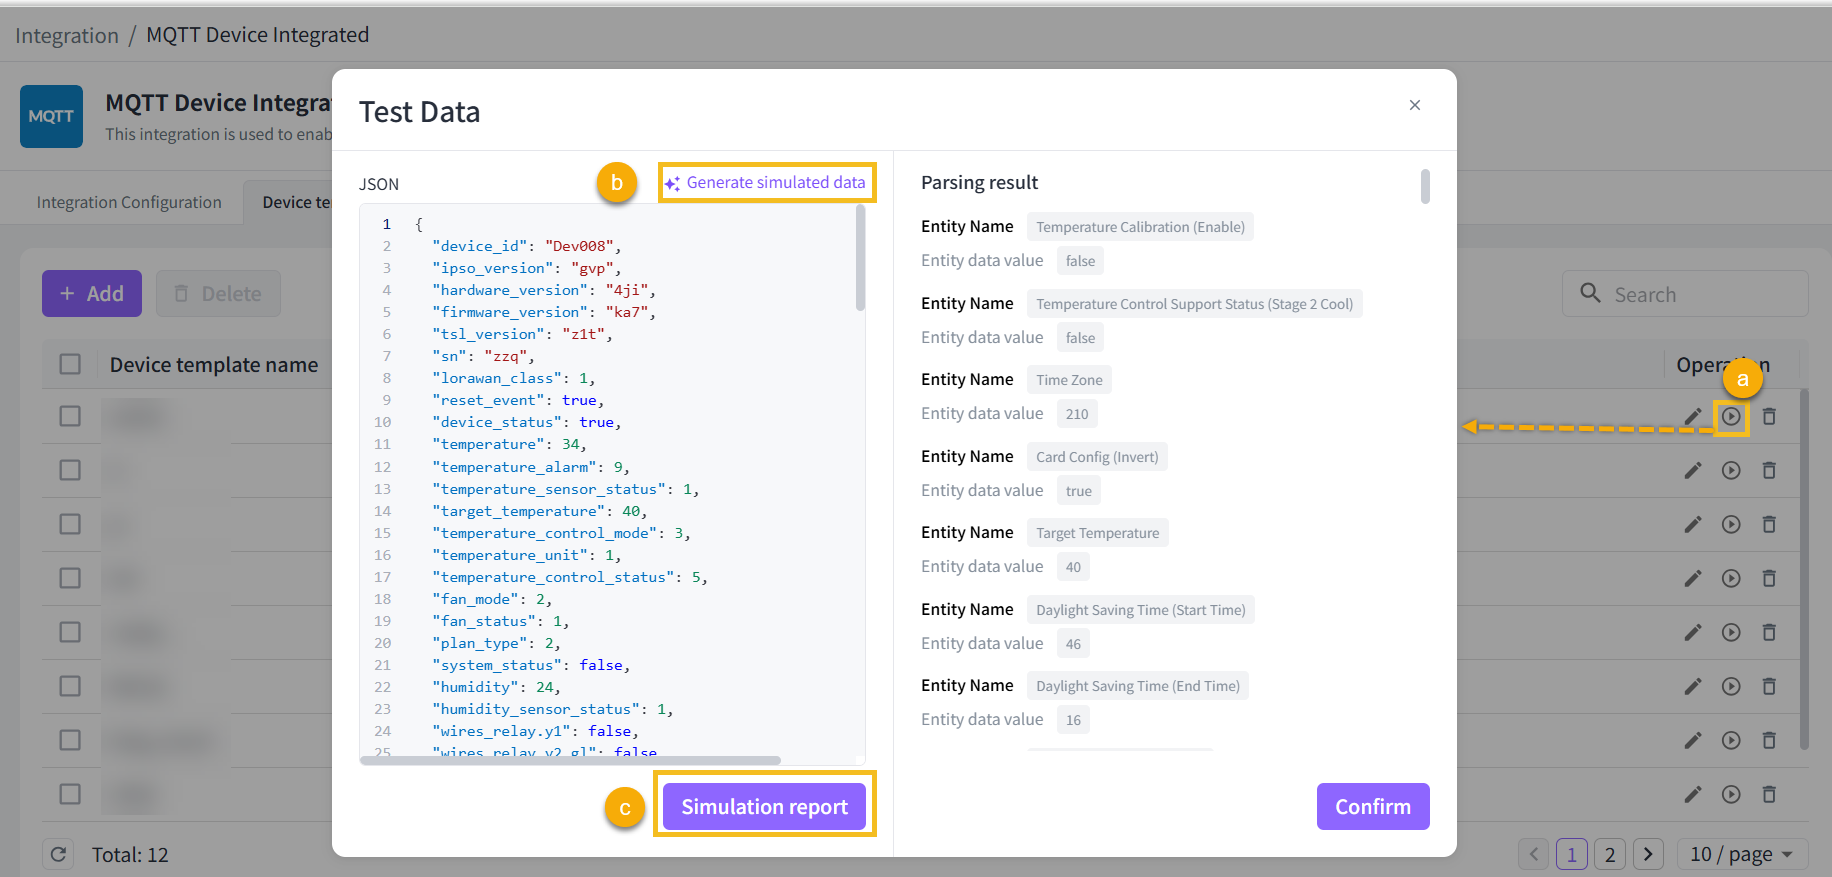 Integration / MQTT Device Integrated
MQTT
MQTT Device Integra
This integration is used to enab
Integration Configuration
Device te
+ Add
Delete
Search
Device template name
Operation
a
Total: 12
1
2
10 / page
Test Data
×
JSON
b
Generate simulated data
1 {
2 "device_id": "Dev008",
3 "ipso_version": "gvp",
4 "hardware_version": "4ji",
5 "firmware_version": "ka7",
6 "tsl_version": "z1t",
7 "sn": "zzq",
8 "lorawan_class": 1,
9 "reset_event": true,
10 "device_status": true,
11 "temperature": 34,
12 "temperature_alarm": 9,
13 "temperature_sensor_status": 1,
14 "target_temperature": 40,
15 "temperature_control_mode": 3,
16 "temperature_unit": 1,
17 "temperature_control_status": 5,
18 "fan_mode": 2,
19 "fan_status": 1,
20 "plan_type": 2,
21 "system_status": false,
22 "humidity": 24,
23 "humidity_sensor_status": 1,
24 "wires_relay.y1": false,
25 "wires_relay.y2_gl": false
c
Simulation report
Parsing result
Entity Name Temperature Calibration (Enable)
Entity data value false
Entity Name Temperature Control Support Status (Stage 2 Cool)
Entity data value false
Entity Name Time Zone
Entity data value 210
Entity Name Card Config (Invert)
Entity data value true
Entity Name Target Temperature
Entity data value 40
Entity Name Daylight Saving Time (Start Time)
Entity data value 46
Entity Name Daylight Saving Time (End Time)
Entity data value 16
Confirm